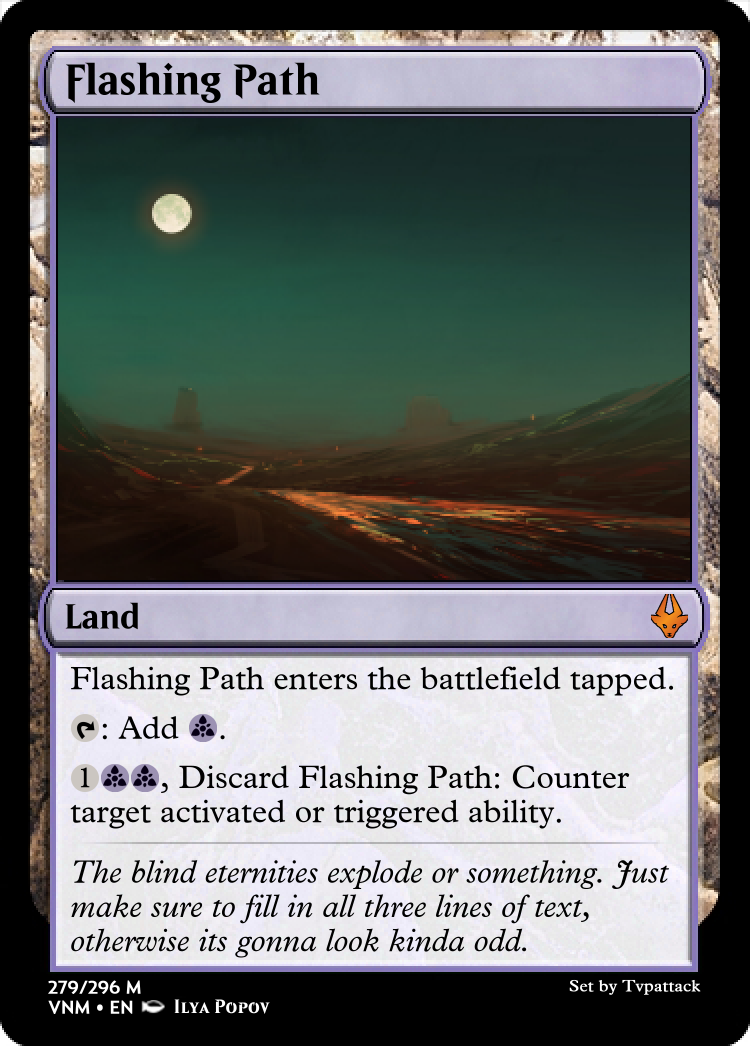 Flashing Path
Land
Flashing Path enters the battlefield tapped.
: Add .
1, Discard Flashing Path: Counter
target activated or triggered ability.
The blind eternities explode or something. Just
make sure to fill in all three lines of text,
otherwise its gonna look kinda odd.
279/296 M
Set by Tvpattack
VNM • EN Ilya Popov